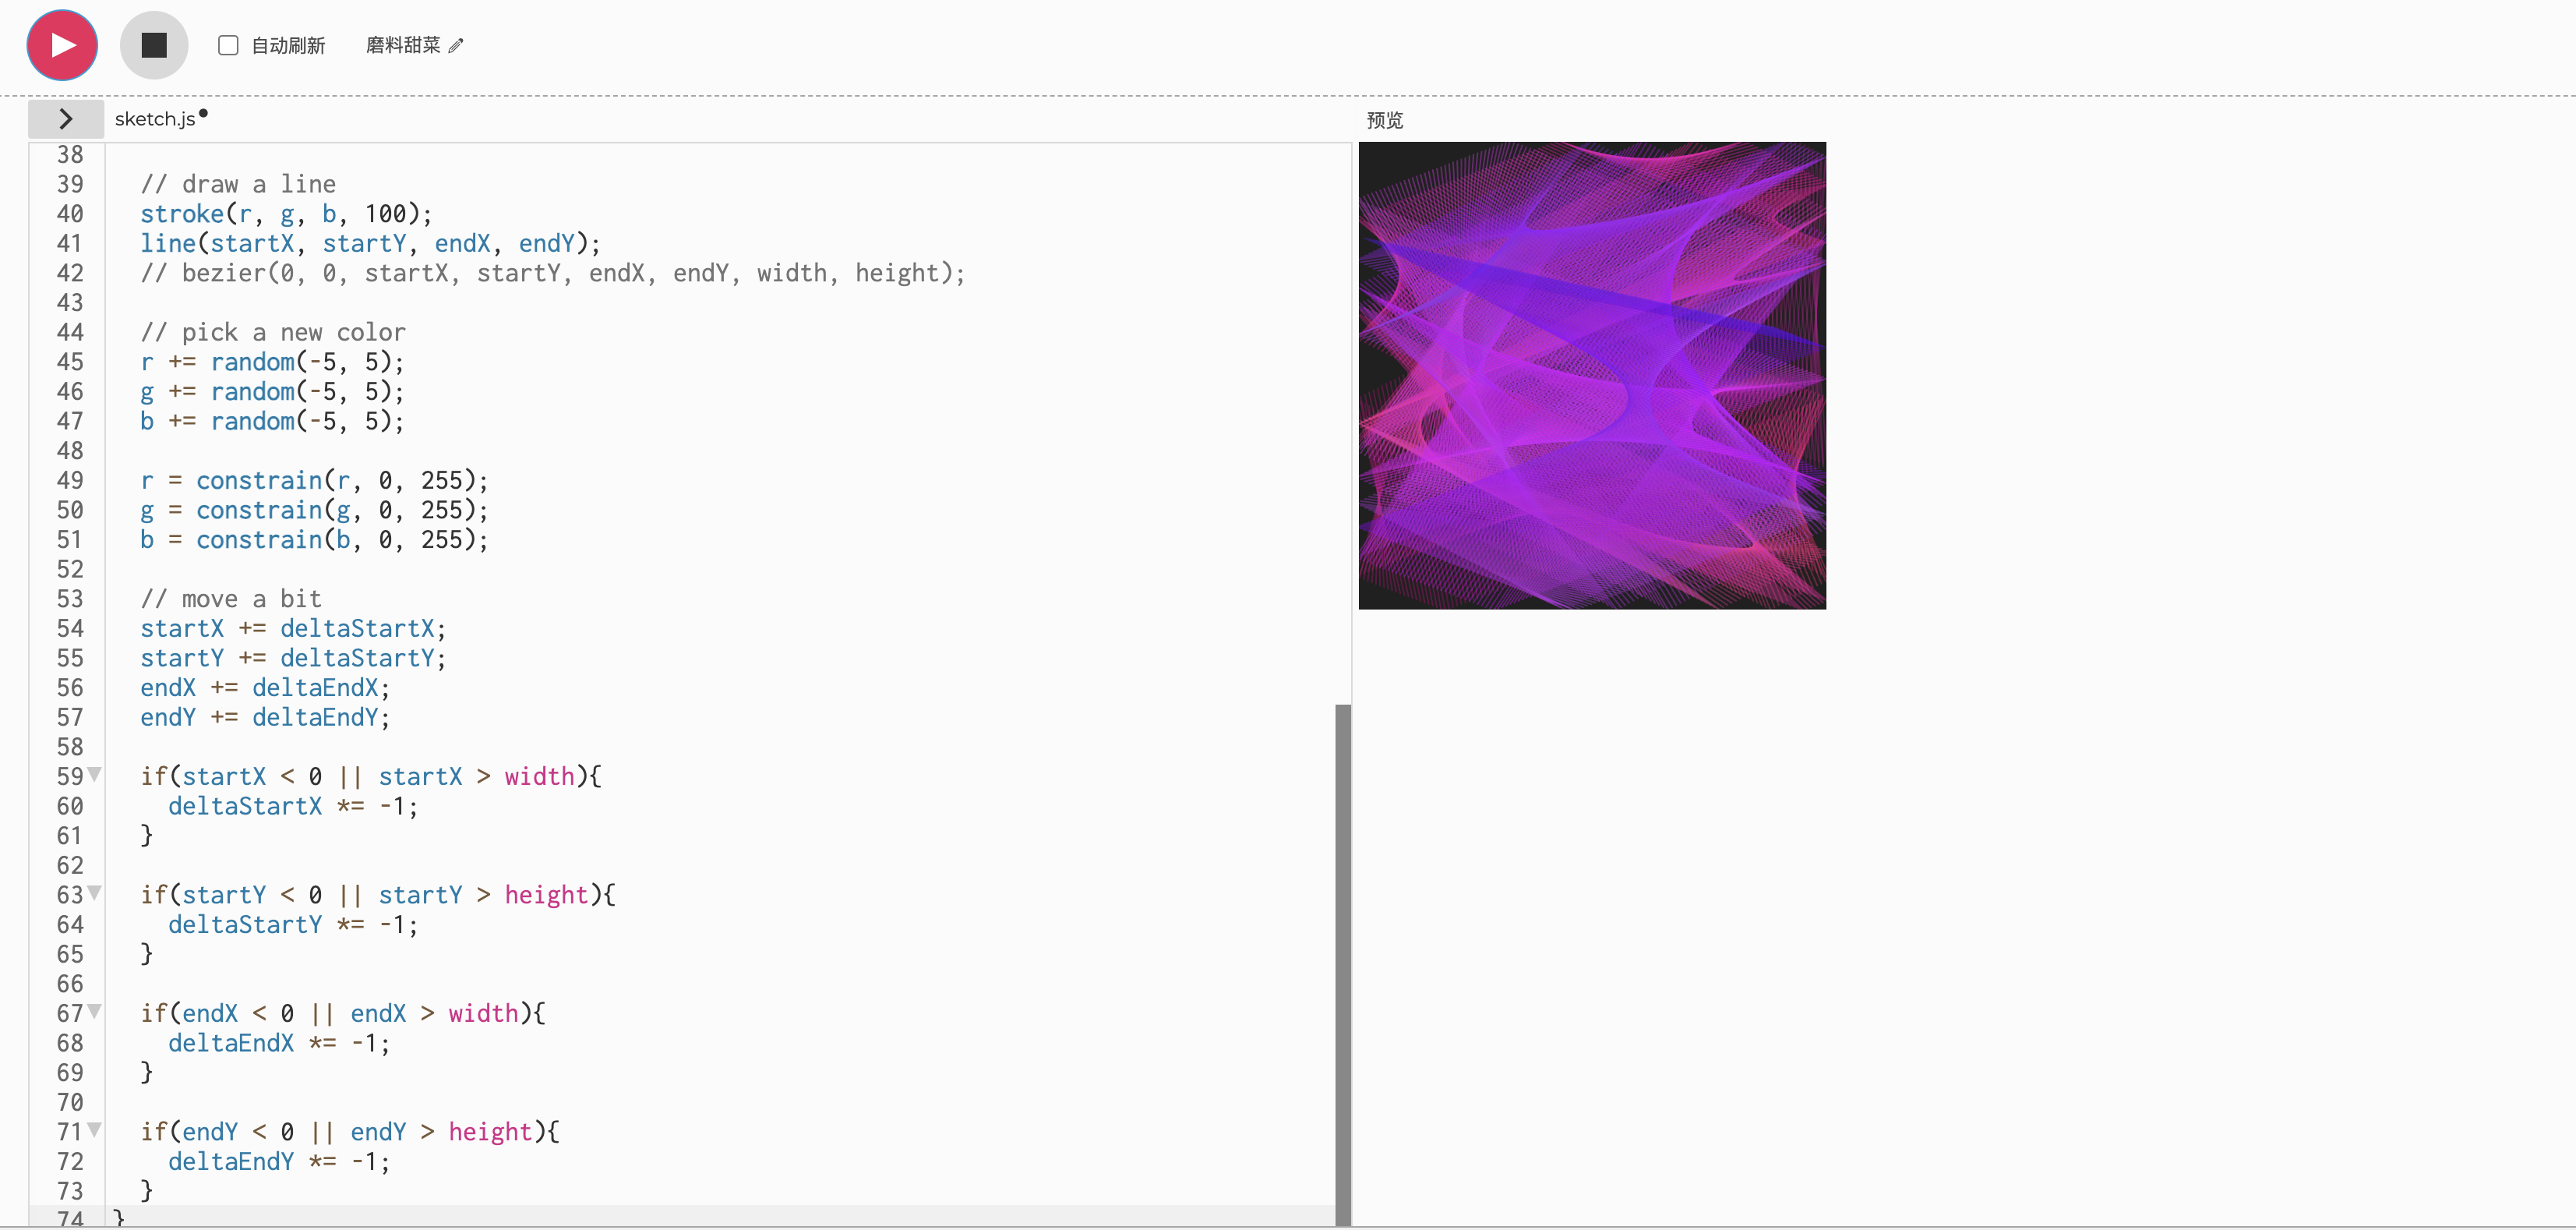 自动刷新 磨料甜菜
sketch.js
预览
38
39 // draw a line
40 stroke(r, g, b, 100);
41 line(startX, startY, endX, endY);
42 // bezier(0, 0, startX, startY, endX, endY, width, height);
43
44 // pick a new color
45 r += random(-5, 5);
46 g += random(-5, 5);
47 b += random(-5, 5);
48
49 r = constrain(r, 0, 255);
50 g = constrain(g, 0, 255);
51 b = constrain(b, 0, 255);
52
53 // move a bit
54 startX += deltaStartX;
55 startY += deltaStartY;
56 endX += deltaEndX;
57 endY += deltaEndY;
58
59 if(startX < 0 || startX > width){
60 deltaStartX *= -1;
61 }
62
63 if(startY < 0 || startY > height){
64 deltaStartY *= -1;
65 }
66
67 if(endX < 0 || endX > width){
68 deltaEndX *= -1;
69 }
70
71 if(endY < 0 || endY > height){
72 deltaEndY *= -1;
73 }
74 }